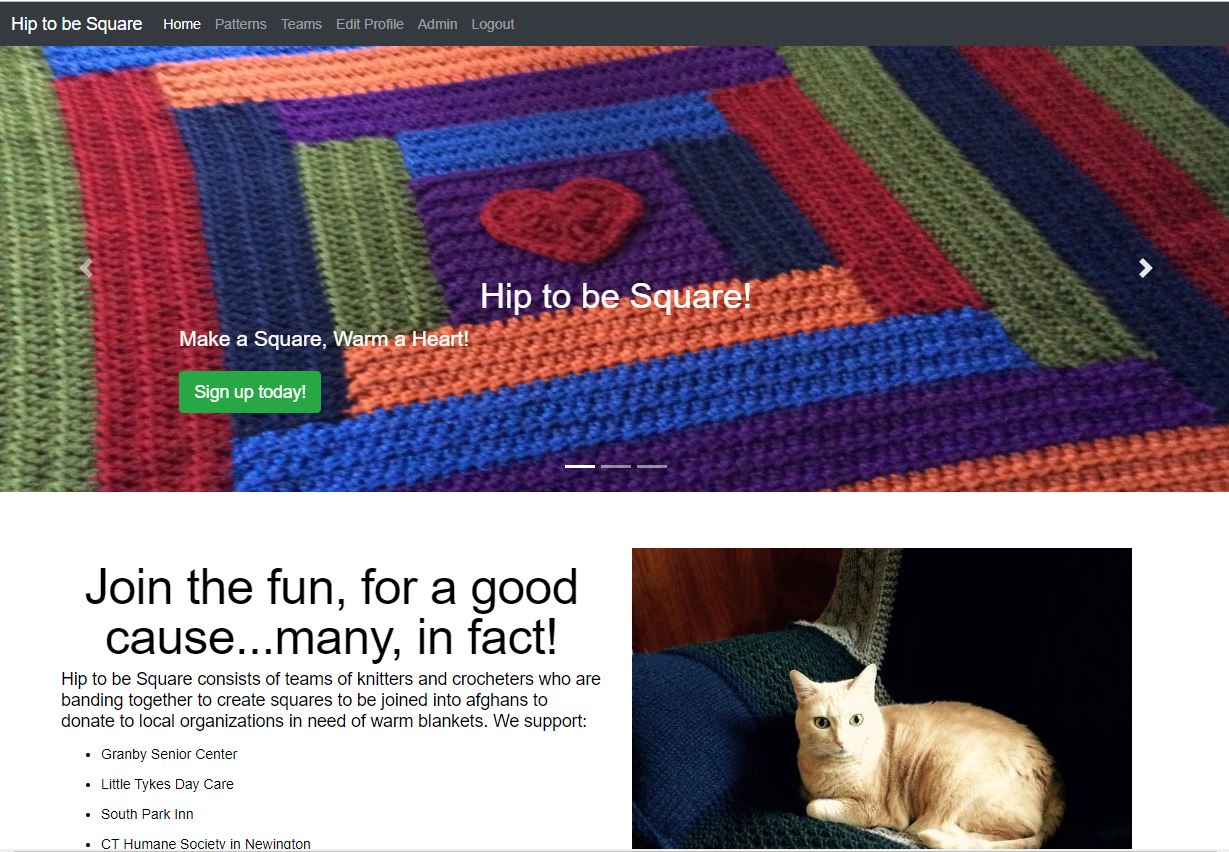 Hip to be Square Home Patterns Teams Edit Profile Admin Logout
Hip to be Square!
Make a Square, Warm a Heart!
Sign up today!
Join the fun, for a good
cause...many, in fact!
Hip to be Square consists of teams of knitters and crocheters who are
banding together to create squares to be joined into afghans to
donate to local organizations in need of warm blankets. We support:
• Granby Senior Center
• Little Tykes Day Care
• South Park Inn
• CT Humane Society in Newington